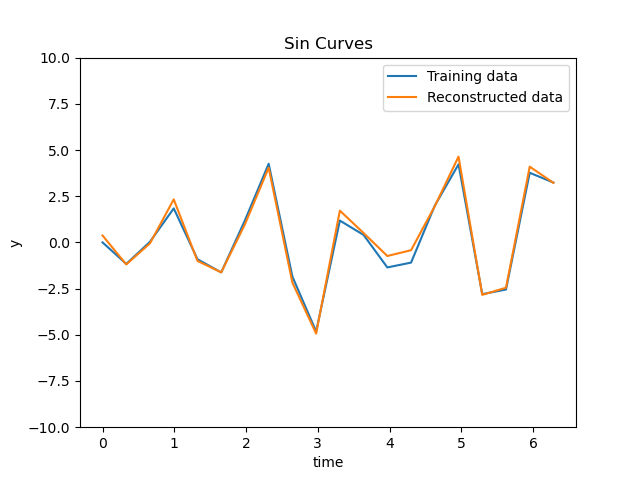 Sin Curves
Training data
Reconstructed data
10.0
7.5
5.0
2.5
0.0
−2.5
−5.0
−7.5
−10.0
y
0 1 2 3 4 5 6
time